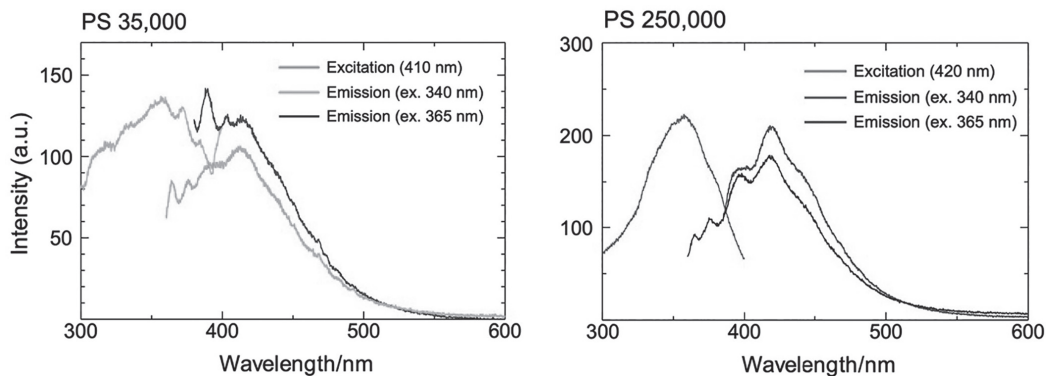 PS 35,000
Intensity (a.u.)
150
100
50
Excitation (410 nm)
Emission (ex. 340 nm)
Emission (ex. 365 nm)
300
400
500
600
Wavelength/nm
PS 250,000
300
200
100
Excitation (420 nm)
Emission (ex. 340 nm)
Emission (ex. 365 nm)
300
400
500
600
Wavelength/nm